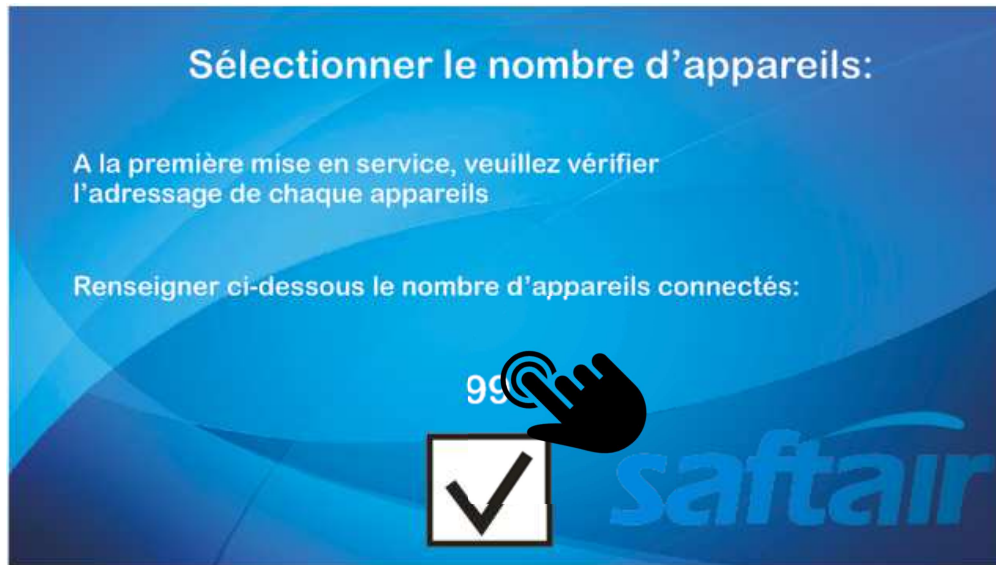 Sélectionner le nombre d'appareils:
A la première mise en service, veuillez vérifier
l'adressage de chaque appareils
Renseigner ci-dessous le nombre d'appareils connectés:
99
saftair